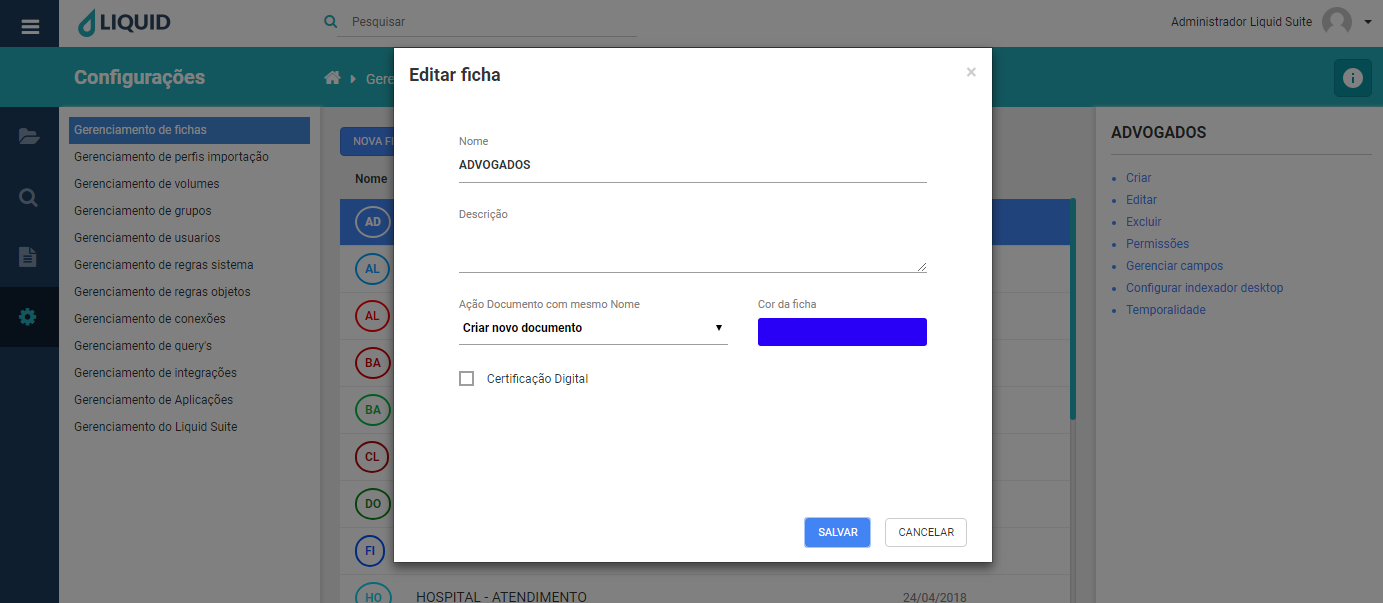 LIQUID
Pesquisar
Administrador Liquid Suite
Configurações
Gere
Gerenciamento de fichas
Gerenciamento de perfis importação
Gerenciamento de volumes
Gerenciamento de grupos
Gerenciamento de usuarios
Gerenciamento de regras sistema
Gerenciamento de regras objetos
Gerenciamento de conexões
Gerenciamento de query's
Gerenciamento de integrações
Gerenciamento de Aplicações
Gerenciamento do Liquid Suite
NOVA FI
Nome
AD
AL
AL
BA
BA
CL
DO
FI
HO HOSPITAL - ATENDIMENTO 24/04/2018
Editar ficha ×
Nome
ADVOGADOS
Descrição
Ação Documento com mesmo Nome
Criar novo documento
Cor da ficha
Certificação Digital
SALVAR CANCELAR
i
ADVOGADOS
Criar
Editar
Excluir
Permissões
Gerenciar campos
Configurar indexador desktop
Temporalidade